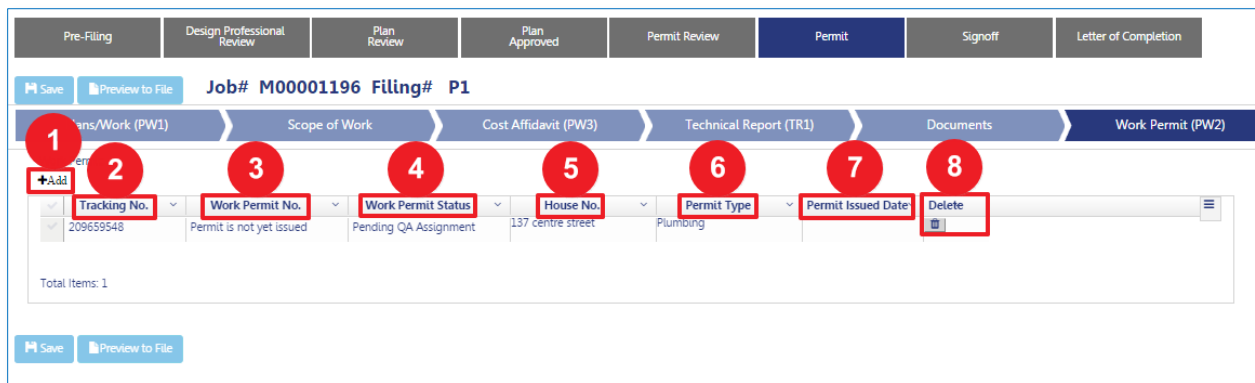 Pre-Filing
Design Professional
Review
Plan
Review
Plan
Approved
Permit Review
Permit
Signoff
Letter of Completion
Save
Preview to File
Job# M00001196 Filing# P1
ans/Work (PW1)
Scope of Work
Cost Affidavit (PW3)
Technical Report (TR1)
Documents
Work Permit (PW2)
1
2
3
4
5
6
7
8
+Add
Tracking No.
Work Permit No.
Work Permit Status
House No.
Permit Type
Permit Issued Date
Delete
209659548
Permit is not yet issued
Pending QA Assignment
137 centre street
Plumbing
Total Items: 1
Save
Preview to File